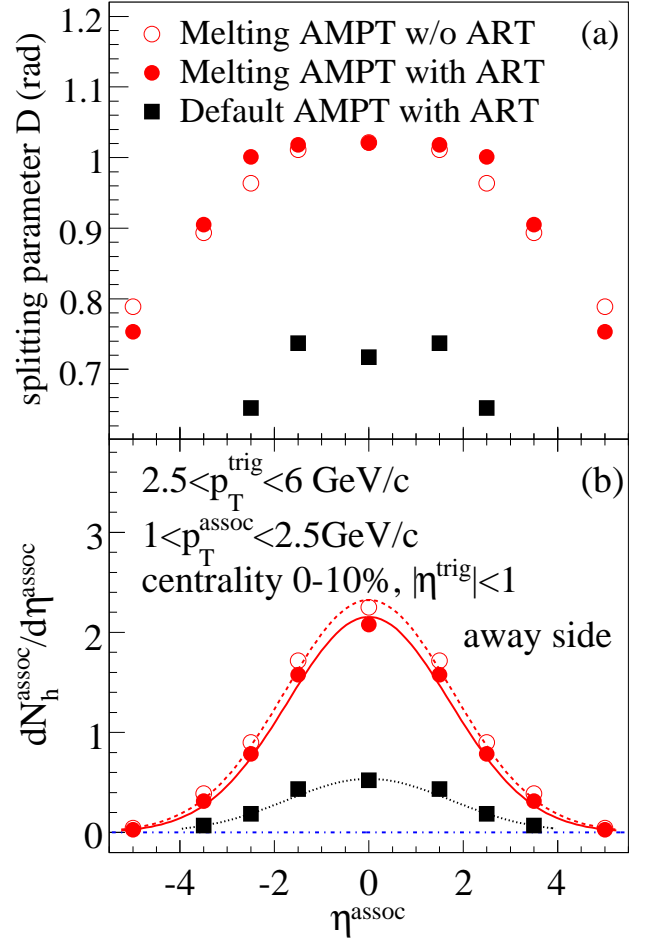 1.2
Melting AMPT w/o ART (a)
1.1
Melting AMPT with ART
Default AMPT with ART
1
0.9
0.8
0.7
splitting parameter D (rad)
2.5<p_T^trig<6 GeV/c (b)
1<p_T^assoc<2.5GeV/c
3
centrality 0-10%, |η^trig|<1
away side
2
1
0
dN_h^assoc/dη^assoc
-4 -2 0 2 4
η^assoc